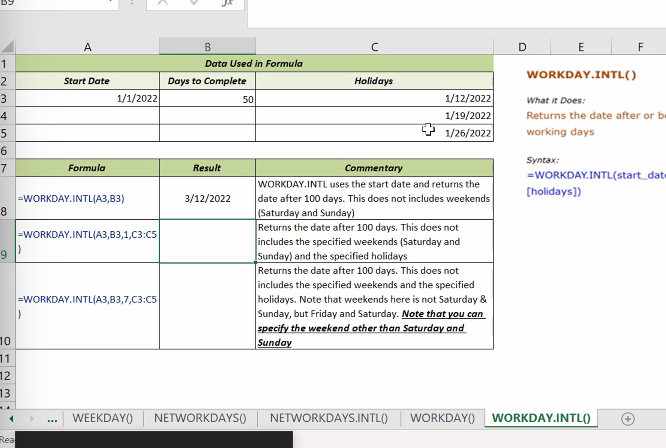 B9
fx
A B C D E F
1 Data Used in Formula
2 Start Date Days to Complete Holidays
WORKDAY.INTL()
3 1/1/2022 50 1/12/2022
What it Does:
4 1/19/2022
Returns the date after or be
5 1/26/2022
working days
6
Syntax:
7 Formula Result Commentary
=WORKDAY.INTL(start_date
[holidays])
WORKDAY.INTL uses the start date and returns the
8 =WORKDAY.INTL(A3,B3) 3/12/2022 date after 100 days. This does not includes weekends
(Saturday and Sunday)
Returns the date after 100 days. This does not
=WORKDAY.INTL(A3,B3,1,C3:C5 includes the specified weekends (Saturday and
9 ) Sunday) and the specified holidays
Returns the date after 100 days. This does not
includes the specified weekends and the specified
=WORKDAY.INTL(A3,B3,7,C3:C5 holidays. Note that weekends here is not Saturday &
) Sunday, but Friday and Saturday. Note that you can
specify the weekend other than Saturday and
10 Sunday
11
12
13
... WEEKDAY() NETWORKDAYS() NETWORKDAYS.INTL() WORKDAY() WORKDAY.INTL()
Rea